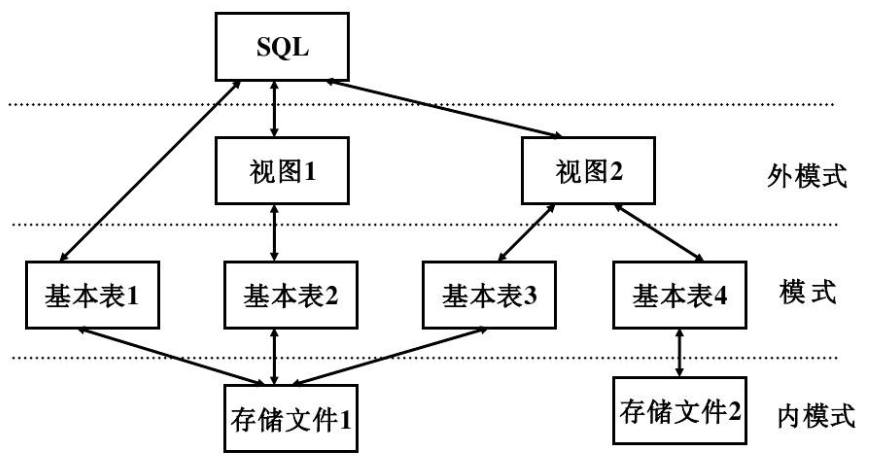 SQL
视图1
视图2
外模式
基本表1
基本表2
基本表3
基本表4
模 式
存储文件1
存储文件2
内模式